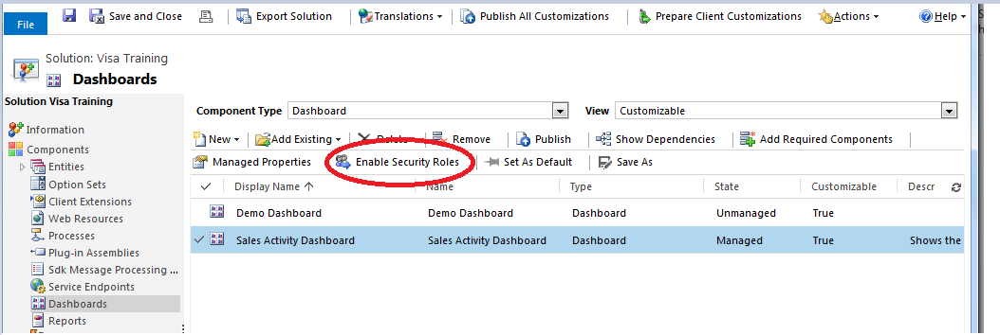 File
Save and Close
Export Solution
Translations
Publish All Customizations
Prepare Client Customizations
Actions
Help
Solution: Visa Training
Dashboards
Solution Visa Training
Information
Components
Entities
Option Sets
Client Extensions
Web Resources
Processes
Plug-in Assemblies
Sdk Message Processing ...
Service Endpoints
Dashboards
Reports
Component Type Dashboard View Customizable
New Add Existing Delete Remove Publish Show Dependencies Add Required Components
Managed Properties Enable Security Roles Set As Default Save As
Display Name Name Type State Customizable Descr
Demo Dashboard Demo Dashboard Dashboard Unmanaged True
Sales Activity Dashboard Sales Activity Dashboard Dashboard Managed True Shows the